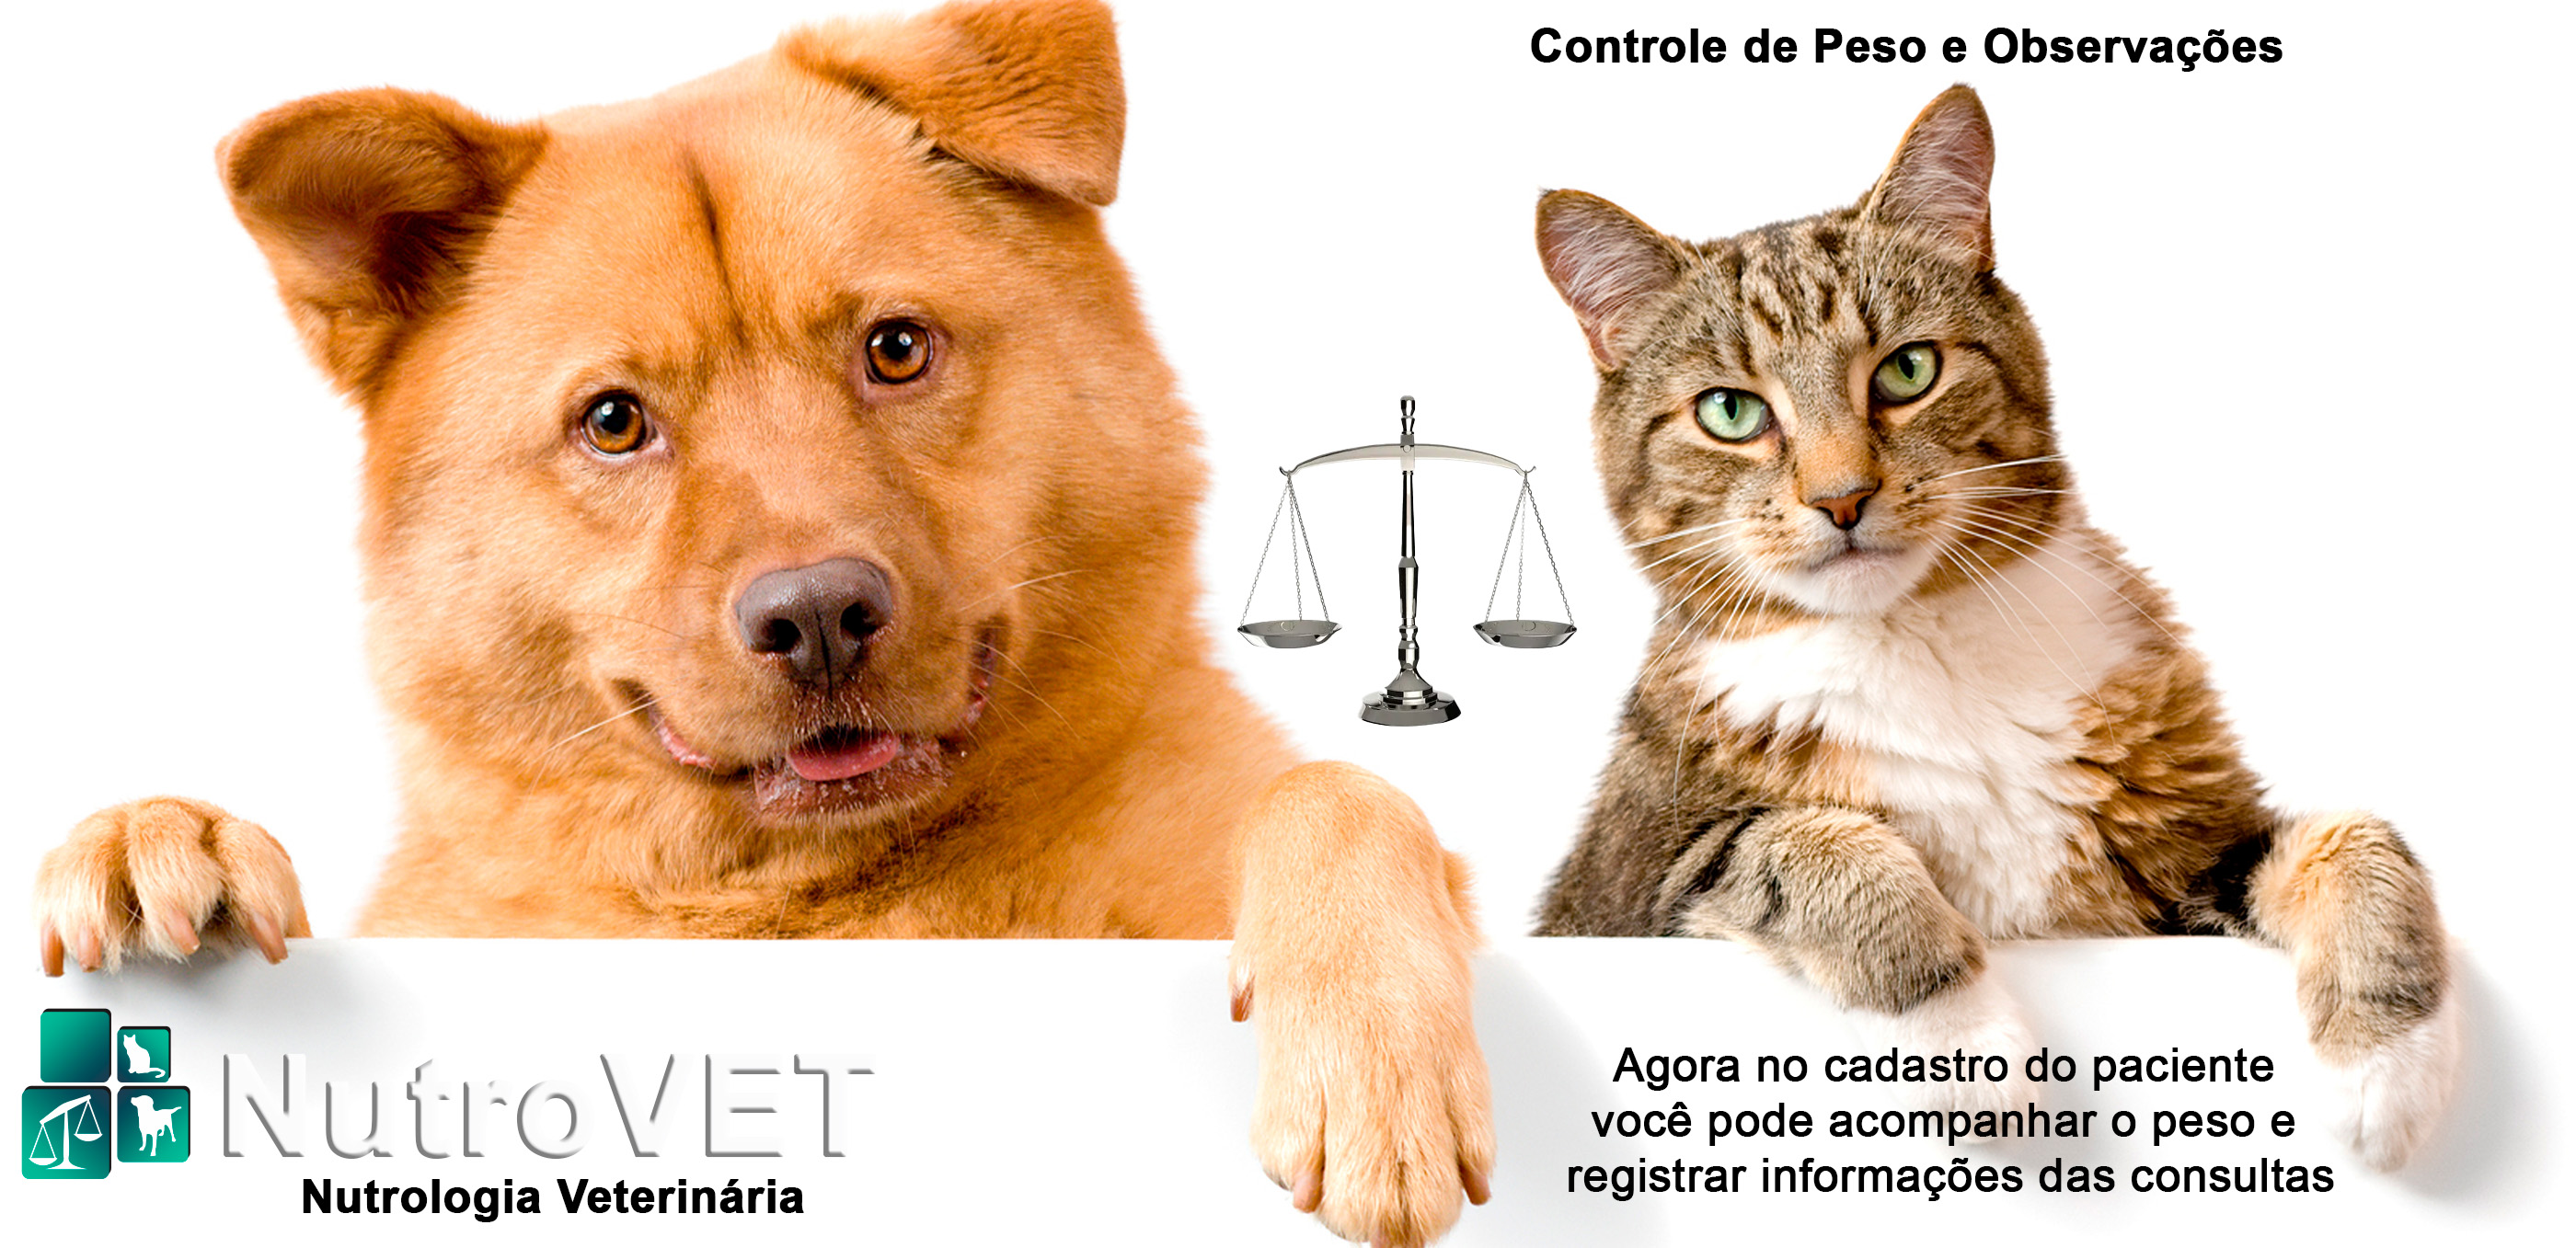 Controle de Peso e Observações
NutroVET
Nutrologia Veterinária
Agora no cadastro do paciente
você pode acompanhar o peso e
registrar informações das consultas